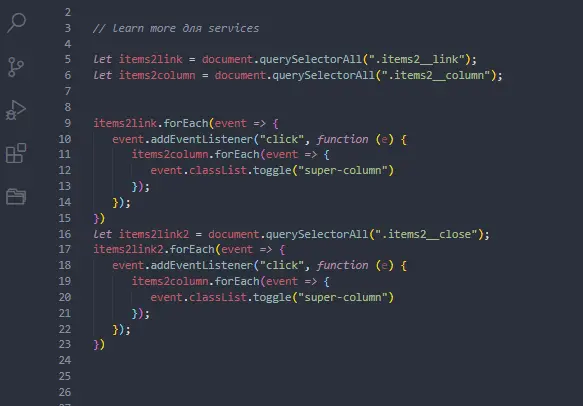 2
3 // learn more для services
4
5 let items2link = document.querySelectorAll(".items2__link");
6 let items2column = document.querySelectorAll(".items2__column");
7
8
9 items2link.forEach(event => {
10 event.addEventListener("click", function (e) {
11 items2column.forEach(event => {
12 event.classList.toggle("super-column")
13 });
14 });
15 })
16 let items2link2 = document.querySelectorAll(".items2__close");
17 items2link2.forEach(event => {
18 event.addEventListener("click", function (e) {
19 items2column.forEach(event => {
20 event.classList.toggle("super-column")
21 });
22 });
23 })
24
25
26
27